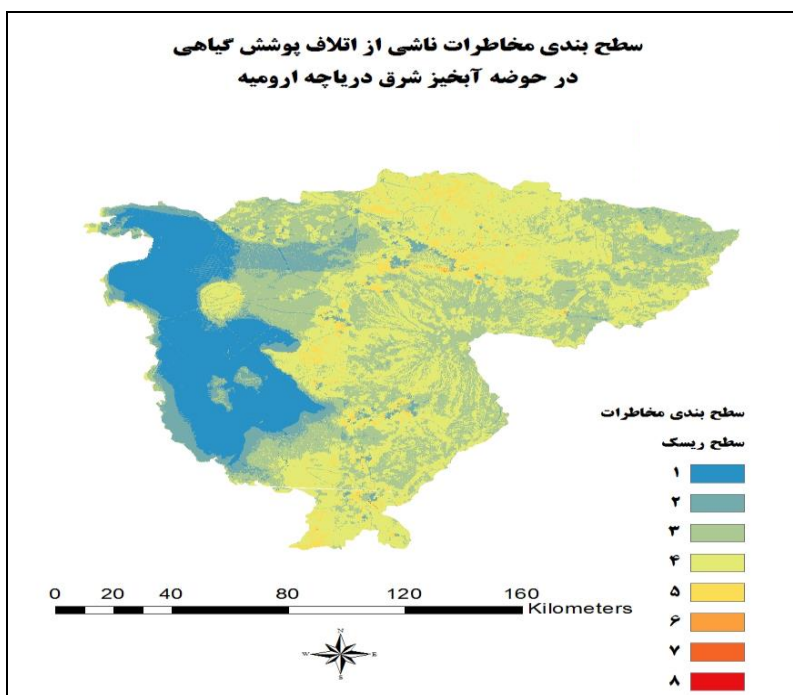 سطح بندی مخاطرات ناشی از اتلاف پوشش گیاهی
در حوضه آبخیز شرق دریاچه ارومیه
سطح بندی مخاطرات
سطح ریسک
۱
۲
۳
۴
۵
۶
۷
۸
0 20 40 80 120 160
Kilometers
N
W E
S